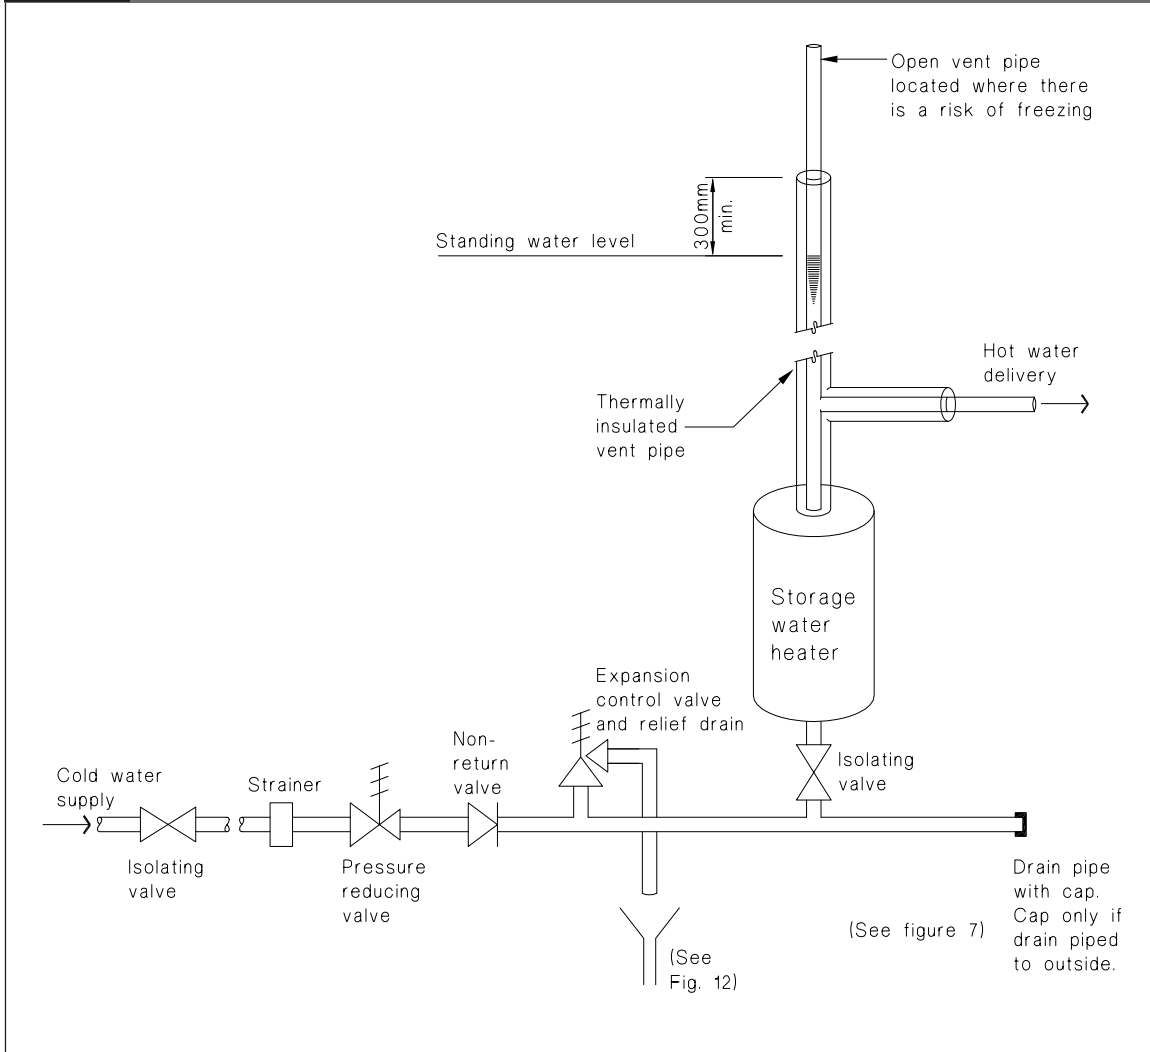 Open vent pipe
located where there
is a risk of freezing
300mm
min.
Standing water level
Hot water
delivery
Thermally
insulated
vent pipe
Storage
water
heater
Expansion
control valve
and relief drain
Non-
return
valve
Isolating
valve
Cold water
supply
Strainer
Isolating
valve
Pressure
reducing
valve
Drain pipe
with cap.
Cap only if
drain piped
to outside.
(See figure 7)
(See
Fig. 12)